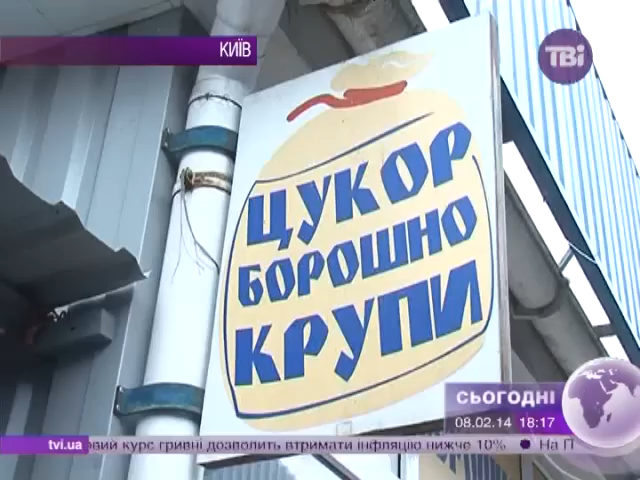 КИЇВ
ТВі
ЦУКОР
БОРОШНО
КРУПИ
СЬОГОДНІ
08.02.14 18:17
tvi.ua овий курс гривні дозволить втримати інфляцію нижче 10% ● На П